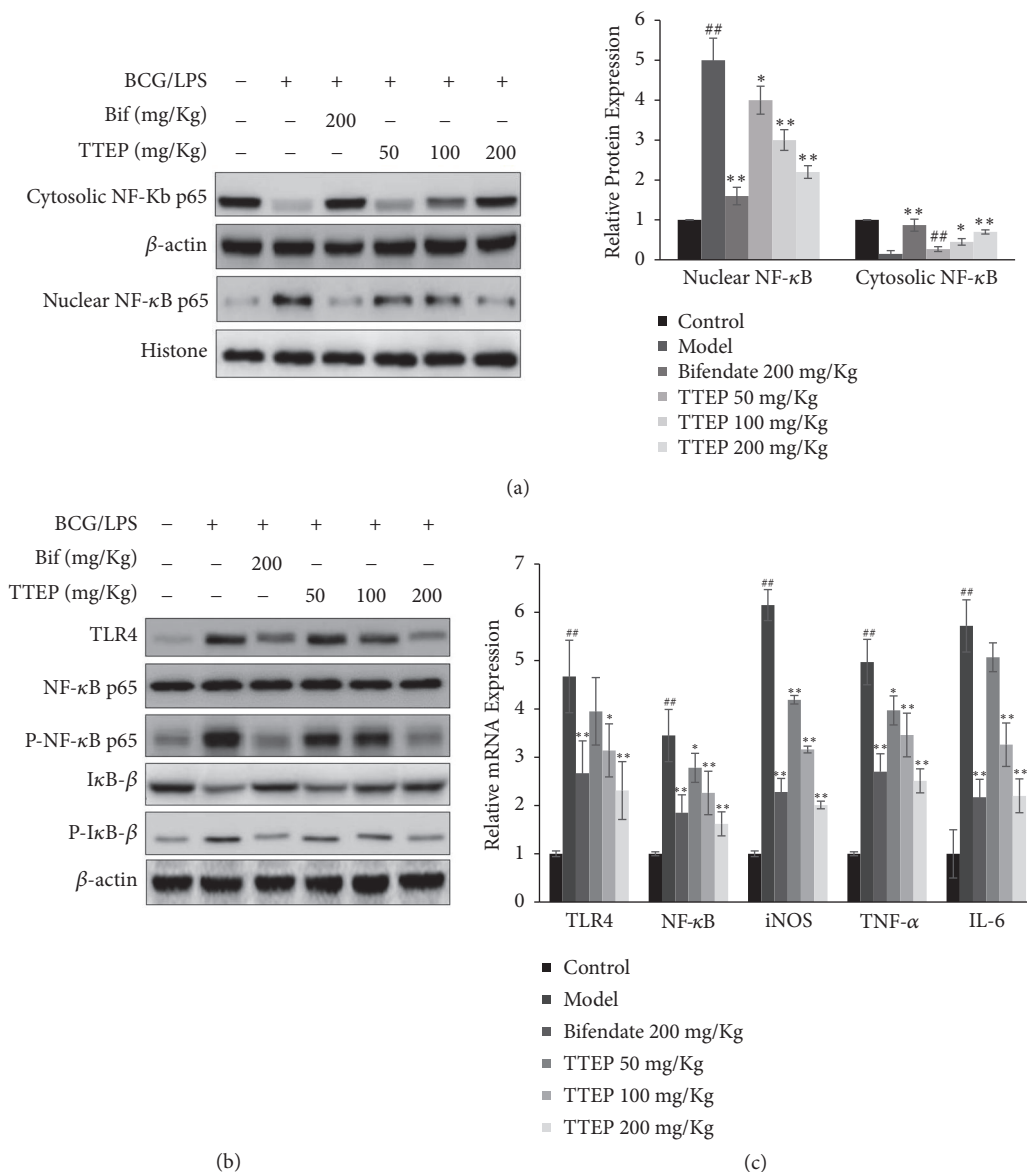 BCG/LPS – + + + + +
Bif (mg/Kg) – – 200 – – –
TTEP (mg/Kg) – – – 50 100 200
Cytosolic NF-Kb p65
β-actin
Nuclear NF-κB p65
Histone
Relative Protein Expression
6
5
4
3
2
1
0
##
**
*
**
**
**
##
*
**
Nuclear NF-κB Cytosolic NF-κB
Control
Model
Bifendate 200 mg/Kg
TTEP 50 mg/Kg
TTEP 100 mg/Kg
TTEP 200 mg/Kg
(a)
BCG/LPS – + + + + +
Bif (mg/Kg) – – 200 – – –
TTEP (mg/Kg) – – – 50 100 200
TLR4
NF-κB p65
P-NF-κB p65
IκB-β
P-IκB-β
β-actin
(b)
Relative mRNA Expression
7
6
5
4
3
2
1
0
##
**
*
**
##
**
*
**
**
##
**
**
**
**
##
**
*
**
**
##
**
**
**
TLR4 NF-κB iNOS TNF-α IL-6
Control
Model
Bifendate 200 mg/Kg
TTEP 50 mg/Kg
TTEP 100 mg/Kg
TTEP 200 mg/Kg
(c)